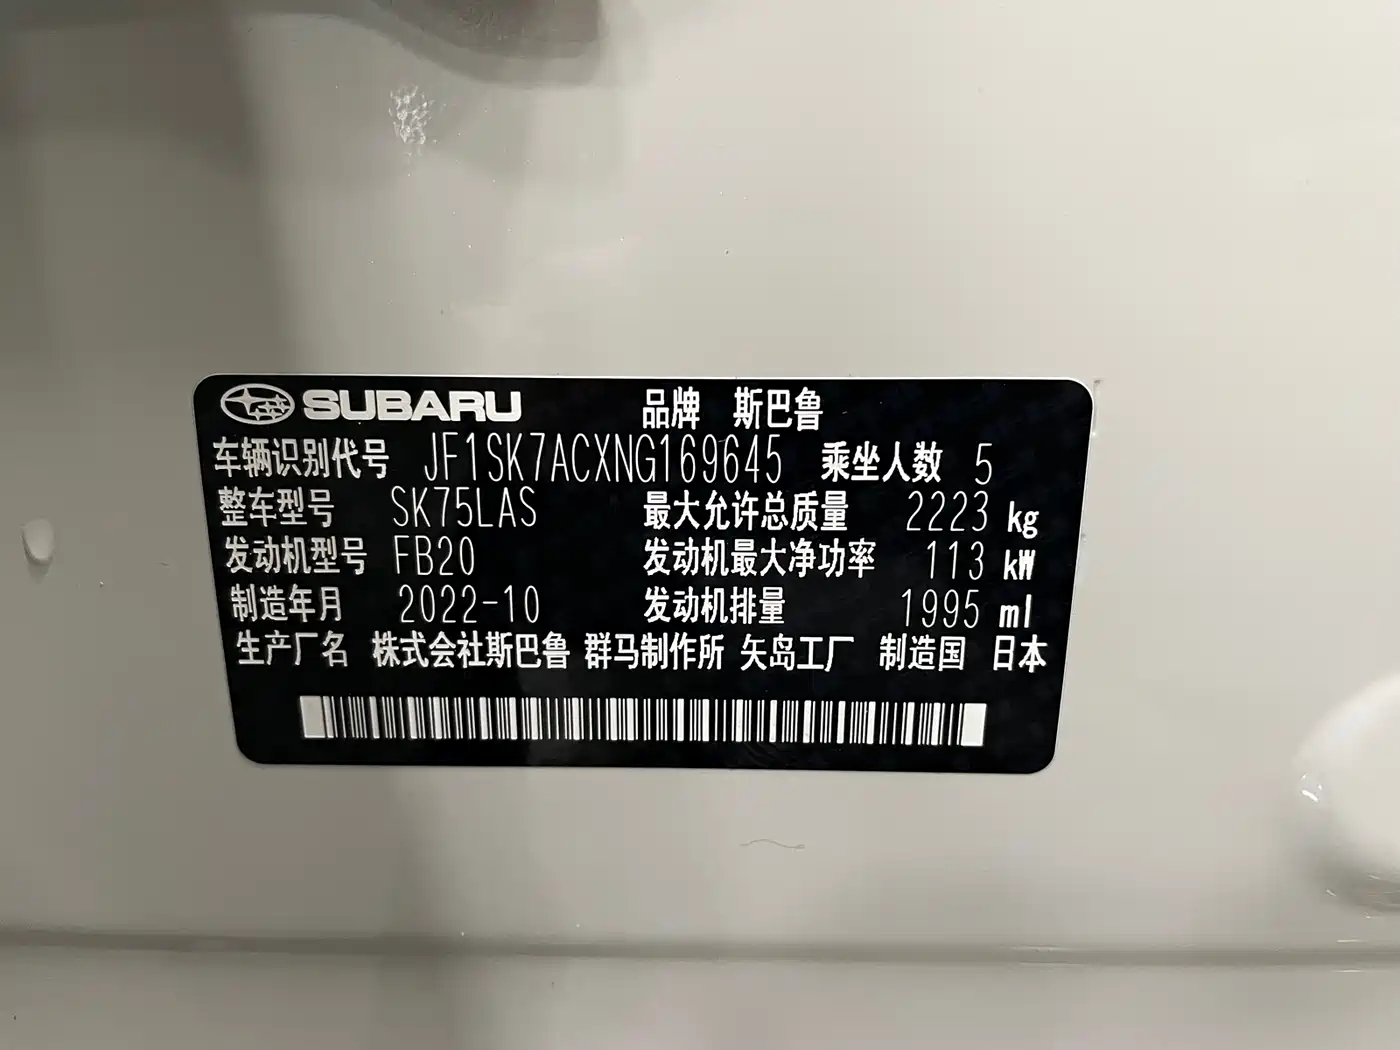 SUBARU 品牌 斯巴鲁
车辆识别代号 JF1SK7ACXNG169645 乘坐人数 5
整车型号 SK75LAS 最大允许总质量 2223 kg
发动机型号 FB20 发动机最大净功率 113 kW
制造年月 2022-10 发动机排量 1995 ml
生产厂名 株式会社斯巴鲁 群马制作所 矢岛工厂 制造国 日本